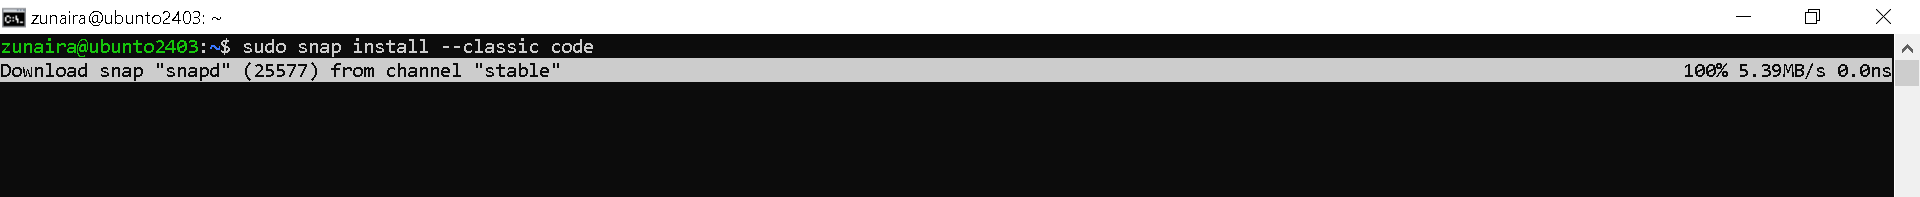 zunaira@ubunto2403: ~
zunaira@ubunto2403:~$ sudo snap install --classic code
Download snap "snapd" (25577) from channel "stable" 100% 5.39MB/s 0.0ns